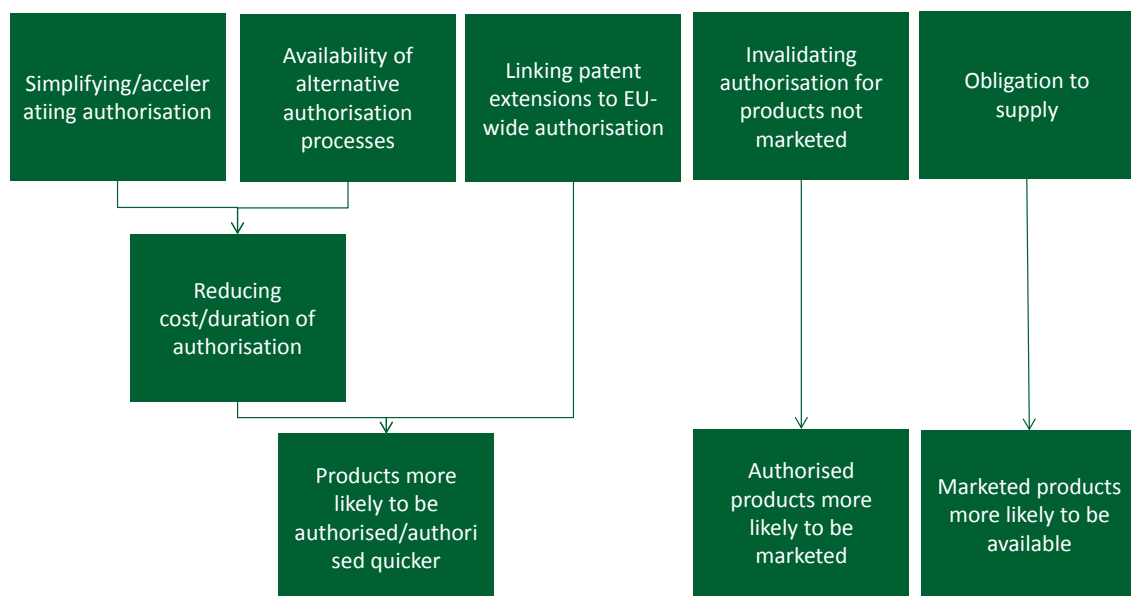 Simplifying/acceler
atiing authorisation
Availability of
alternative
authorisation
processes
Linking patent
extensions to EU-
wide authorisation
Invalidating
authorisation for
products not
marketed
Obligation to
supply
Reducing
cost/duration of
authorisation
Products more
likely to be
authorised/authori
sed quicker
Authorised
products more
likely to be
marketed
Marketed products
more likely to be
available